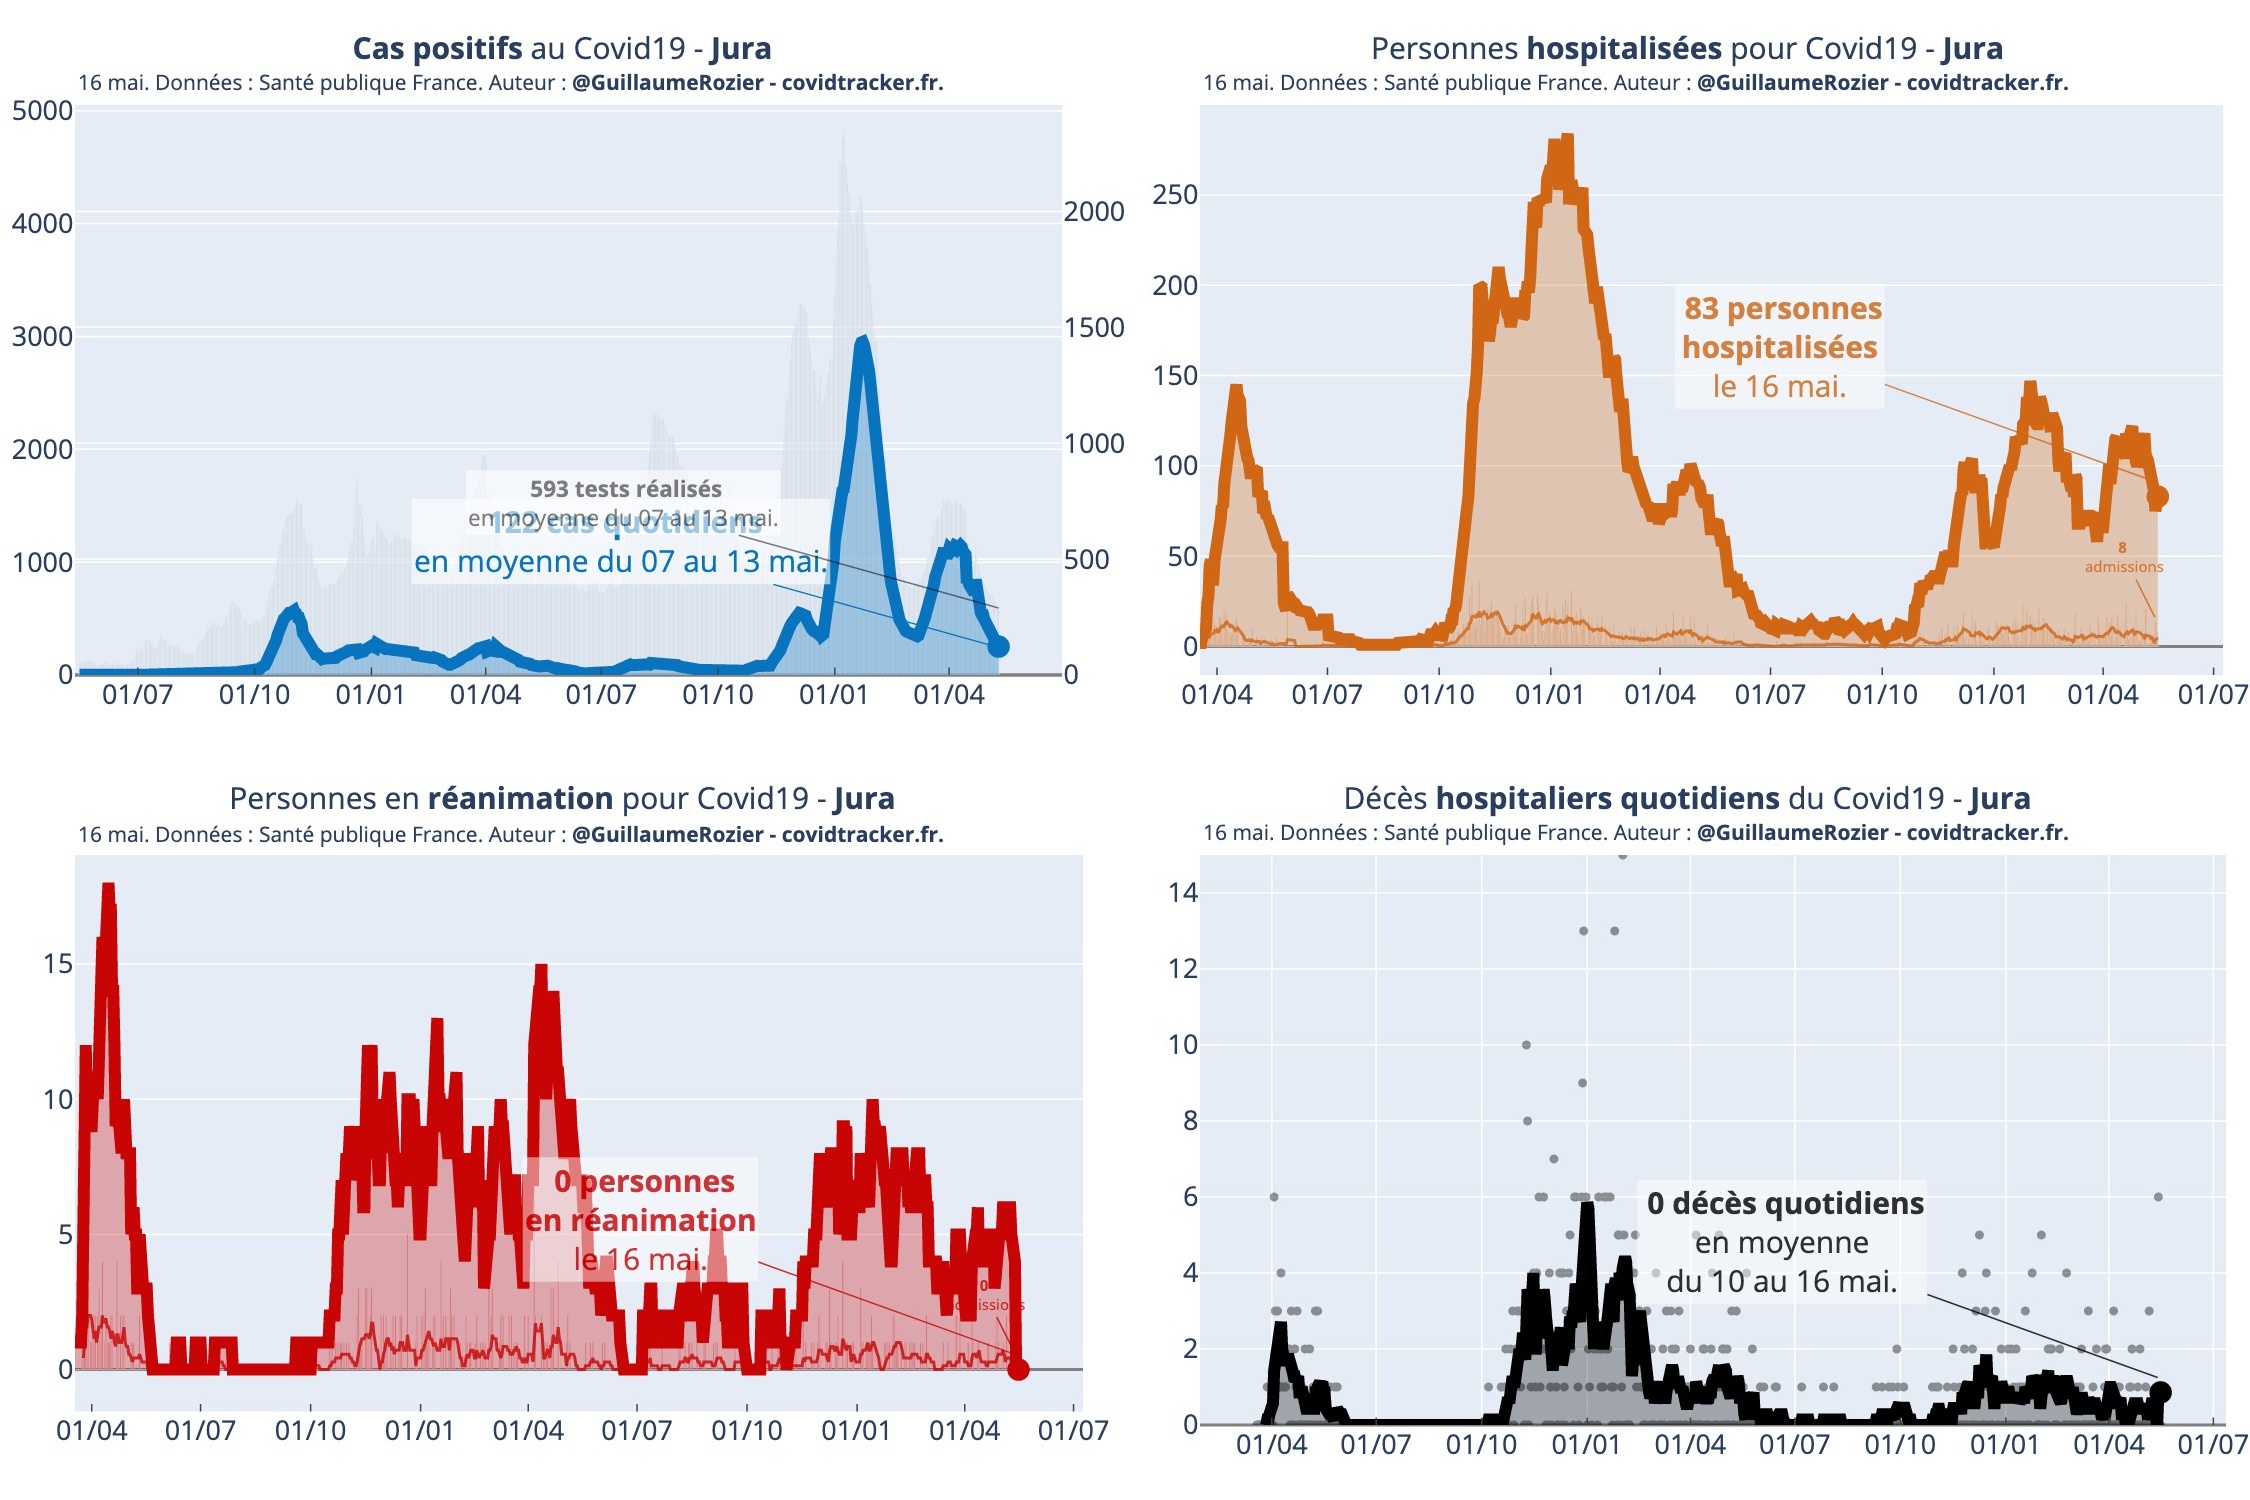 Cas positifs au Covid19 - Jura
16 mai. Données : Santé publique France. Auteur : @GuillaumeRozier - covidtracker.fr.
5000
4000
3000
2000
1000
0
2000
1500
1000
500
0
593 tests réalisés
en moyenne du 07 au 13 mai.
122 cas quotidiens
en moyenne du 07 au 13 mai.
01/07 01/10 01/01 01/04 01/07 01/10 01/01 01/04
Personnes hospitalisées pour Covid19 - Jura
16 mai. Données : Santé publique France. Auteur : @GuillaumeRozier - covidtracker.fr.
250
200
150
100
50
0
83 personnes
hospitalisées
le 16 mai.
8
admissions
01/04 01/07 01/10 01/01 01/04 01/07 01/10 01/01 01/04 01/07
Personnes en réanimation pour Covid19 - Jura
16 mai. Données : Santé publique France. Auteur : @GuillaumeRozier - covidtracker.fr.
15
10
5
0
0 personnes
en réanimation
le 16 mai.
0
admissions
01/04 01/07 01/10 01/01 01/04 01/07 01/10 01/01 01/04 01/07
Décès hospitaliers quotidiens du Covid19 - Jura
16 mai. Données : Santé publique France. Auteur : @GuillaumeRozier - covidtracker.fr.
14
12
10
8
6
4
2
0
0 décès quotidiens
en moyenne
du 10 au 16 mai.
01/04 01/07 01/10 01/01 01/04 01/07 01/10 01/01 01/04 01/07